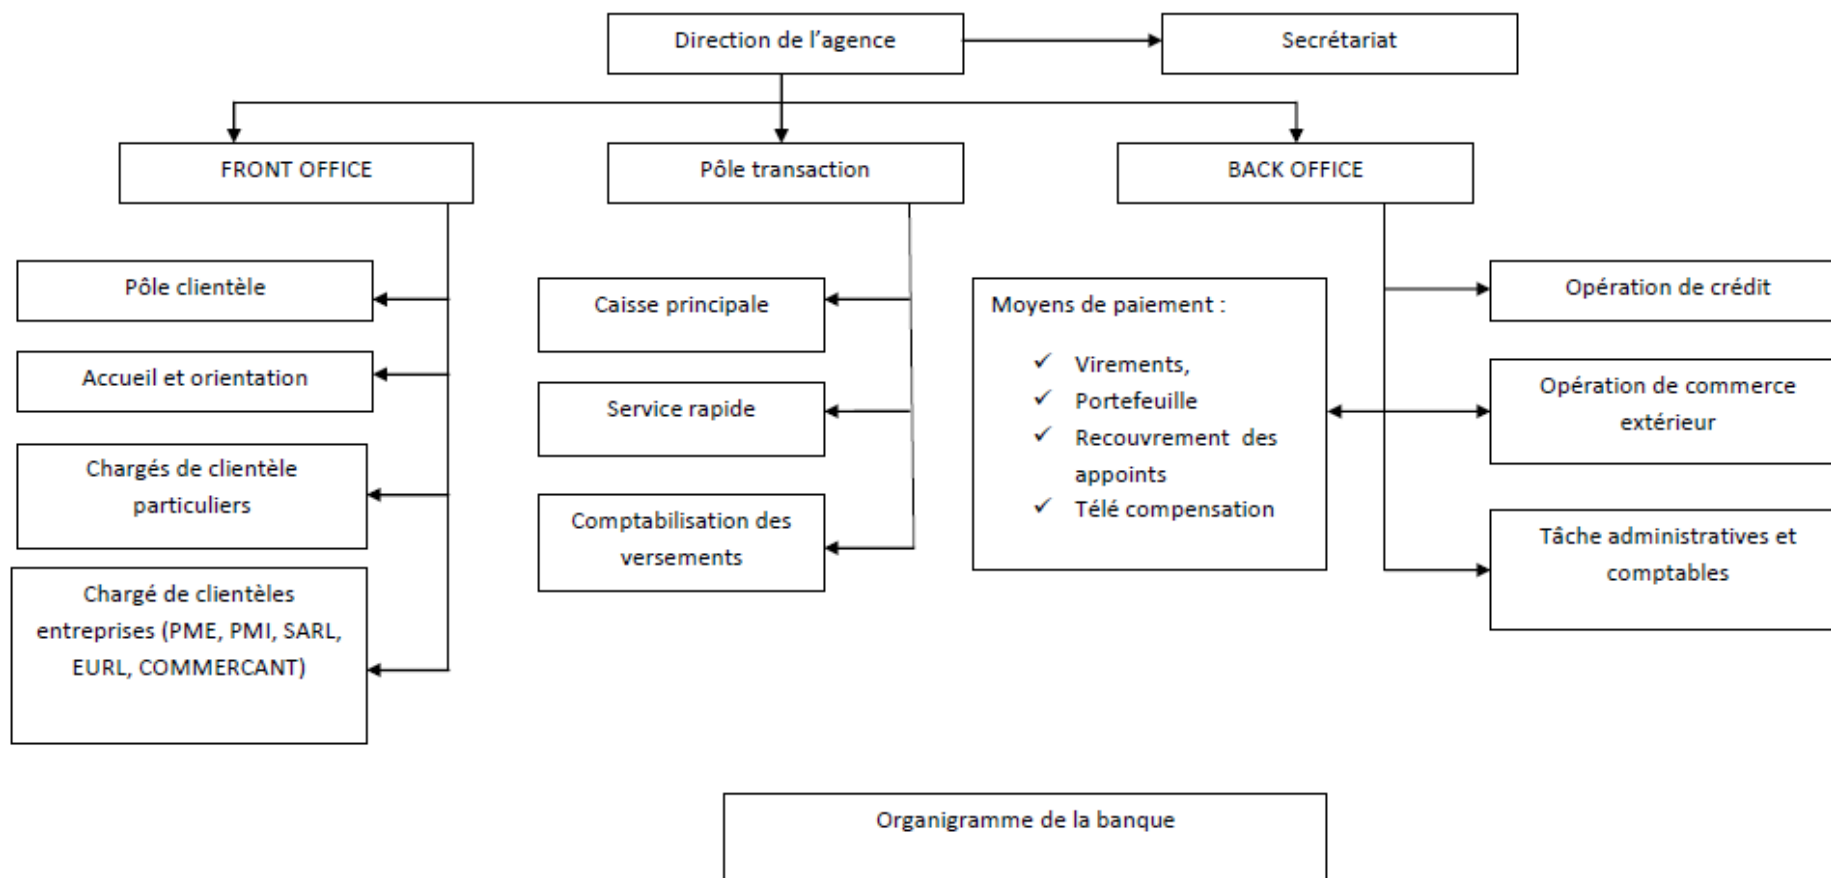 Direction de l’agence
Secrétariat
FRONT OFFICE
Pôle transaction
BACK OFFICE
Pôle clientèle
Accueil et orientation
Chargés de clientèle
particuliers
Chargé de clientèles
entreprises (PME, PMI, SARL,
EURL, COMMERCANT)
Caisse principale
Service rapide
Comptabilisation des
versements
Moyens de paiement :
✓ Virements,
✓ Portefeuille
✓ Recouvrement des
appoints
✓ Télé compensation
Opération de crédit
Opération de commerce
extérieur
Tâche administratives et
comptables
Organigramme de la banque